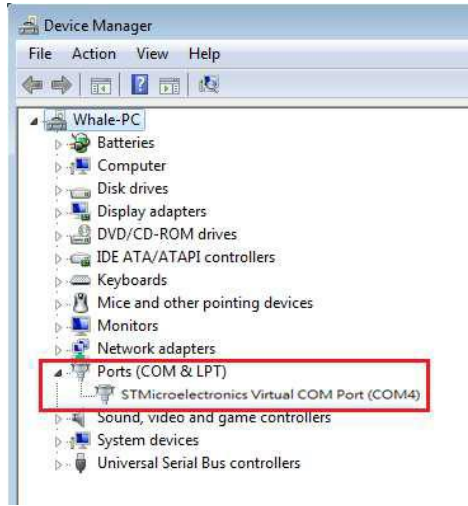 Device Manager
File Action View Help
Whale-PC
Batteries
Computer
Disk drives
Display adapters
DVD/CD-ROM drives
IDE ATA/ATAPI controllers
Keyboards
Mice and other pointing devices
Monitors
Network adapters
Ports (COM & LPT)
STMicroelectronics Virtual COM Port (COM4)
Sound, video and game controllers
System devices
Universal Serial Bus controllers